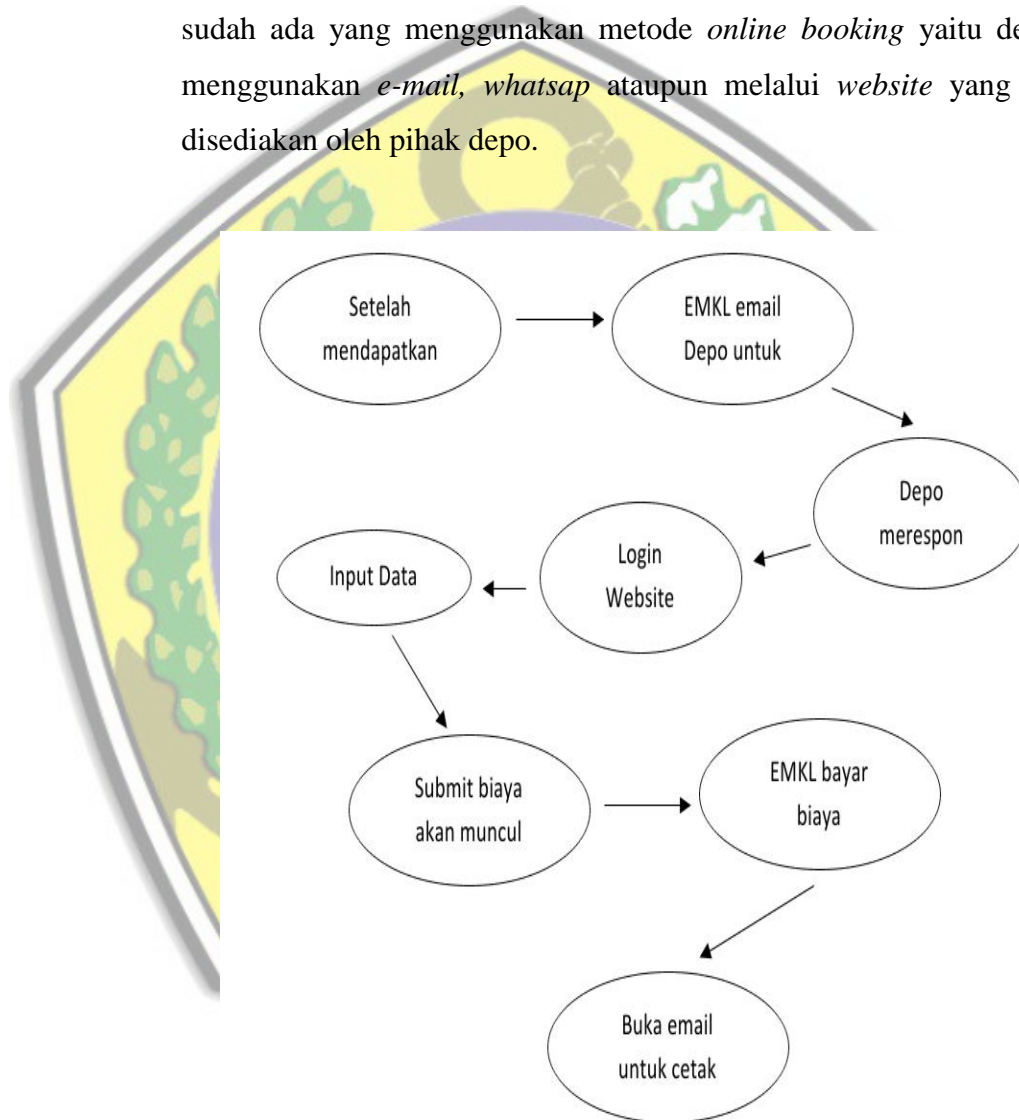 sudah ada yang menggunakan metode online booking yaitu de
menggunakan e-mail, whatsap ataupun melalui website yang
disediakan oleh pihak depo.
Setelah
mendapatkan
EMKL email
Depo untuk
Depo
merespon
Login
Website
Input Data
Submit biaya
akan muncul
EMKL bayar
biaya
Buka email
untuk cetak